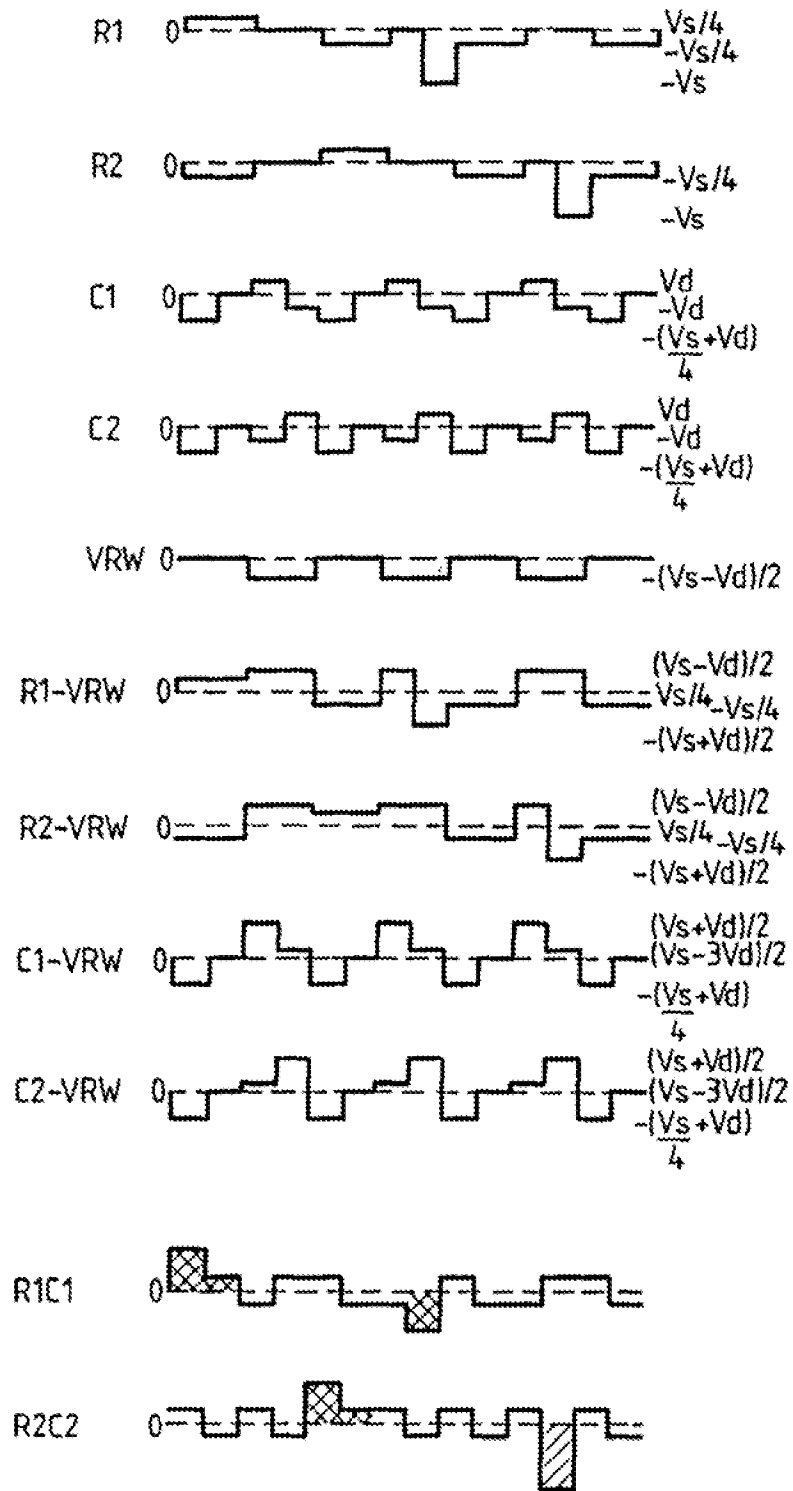 R1 0 Vs/4
-Vs/4
-Vs
R2 0 -Vs/4
-Vs
C1 0 Vd
-Vd
-(Vs/4+Vd)
C2 0 Vd
-Vd
-(Vs/4+Vd)
VRW 0 -(Vs-Vd)/2
R1-VRW 0 (Vs-Vd)/2
Vs/4 -Vs/4
-(Vs+Vd)/2
R2-VRW 0 (Vs-Vd)/2
Vs/4 -Vs/4
-(Vs+Vd)/2
C1-VRW 0 (Vs+Vd)/2
(Vs-3Vd)/2
-(Vs/4+Vd)
C2-VRW 0 (Vs+Vd)/2
(Vs-3Vd)/2
-(Vs/4+Vd)
R1C1 0
R2C2 0